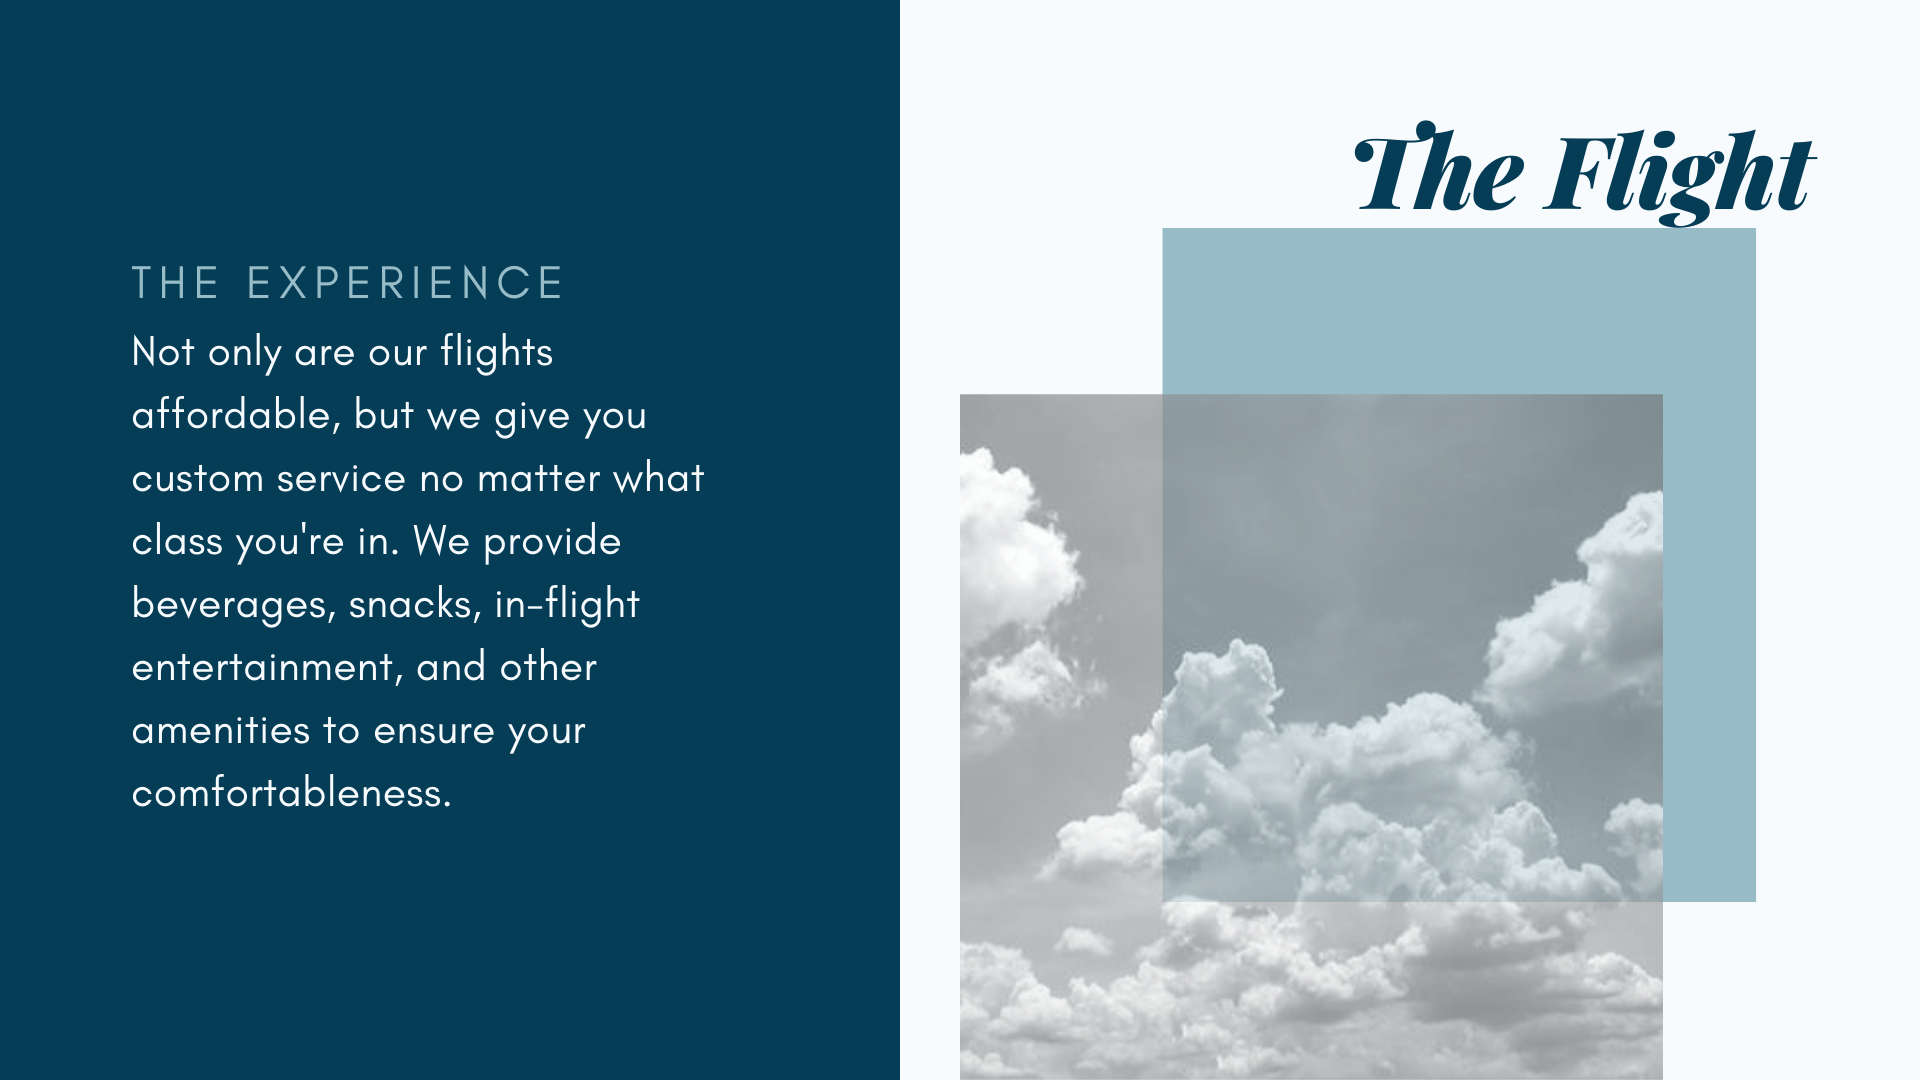 The Flight
THE EXPERIENCE
Not only are our flights
affordable, but we give you
custom service no matter what
class you're in. We provide
beverages, snacks, in-flight
entertainment, and other
amenities to ensure your
comfortableness.